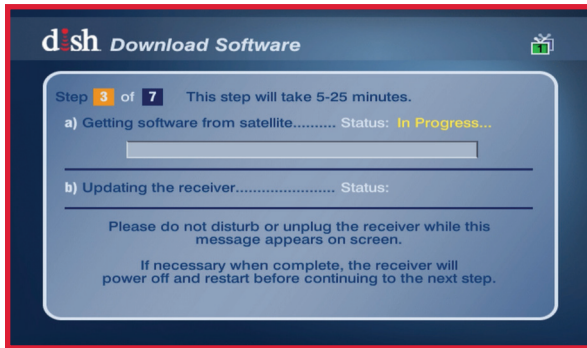 dish Download Software
1
Step 3 of 7 This step will take 5-25 minutes.
a) Getting software from satellite.......... Status: In Progress...
b) Updating the receiver....................... Status:
Please do not disturb or unplug the receiver while this
message appears on screen.
If necessary when complete, the receiver will
power off and restart before continuing to the next step.